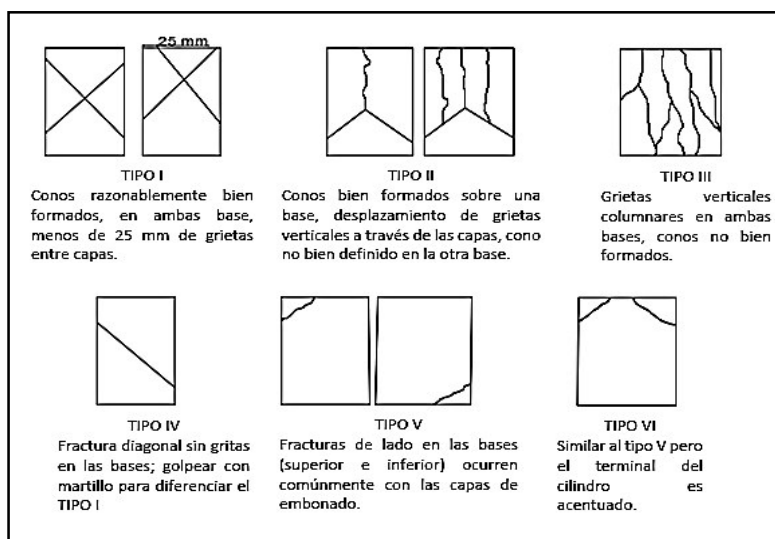 25 mm
TIPO I
Conos razonablemente bien
formados, en ambas base,
menos de 25 mm de grietas
entre capas.
TIPO II
Conos bien formados sobre una
base, desplazamiento de grietas
verticales a través de las capas, cono
no bien definido en la otra base.
TIPO III
Grietas verticales
columnares en ambas
bases, conos no bien
formados.
TIPO IV
Fractura diagonal sin gritas
en las bases; golpear con
martillo para diferenciar el
TIPO I
TIPO V
Fracturas de lado en las bases
(superior e inferior) ocurren
comúnmente con las capas de
embonado.
TIPO VI
Similar al tipo V pero
el terminal del
cilindro es
acentuado.